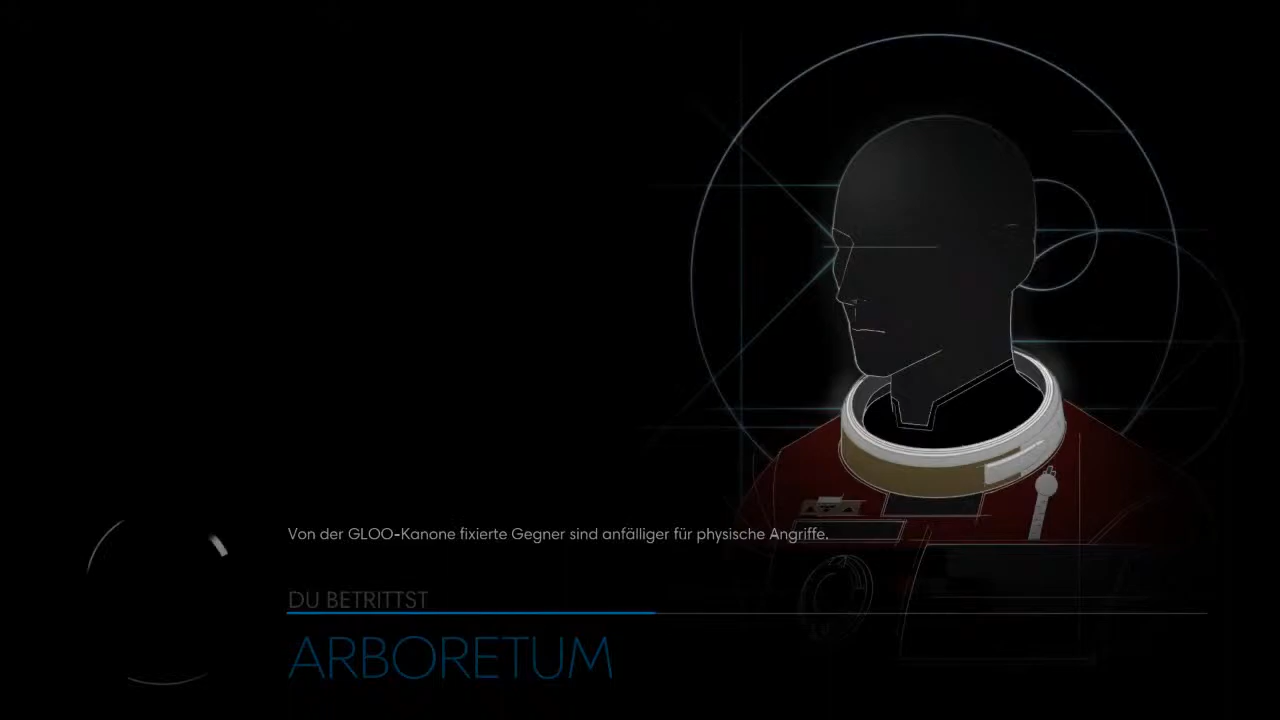 Von der GLOO-Kanone fixierte Gegner sind anfälliger für physische Angriffe.
DU BETRITTST
ARBORETUM